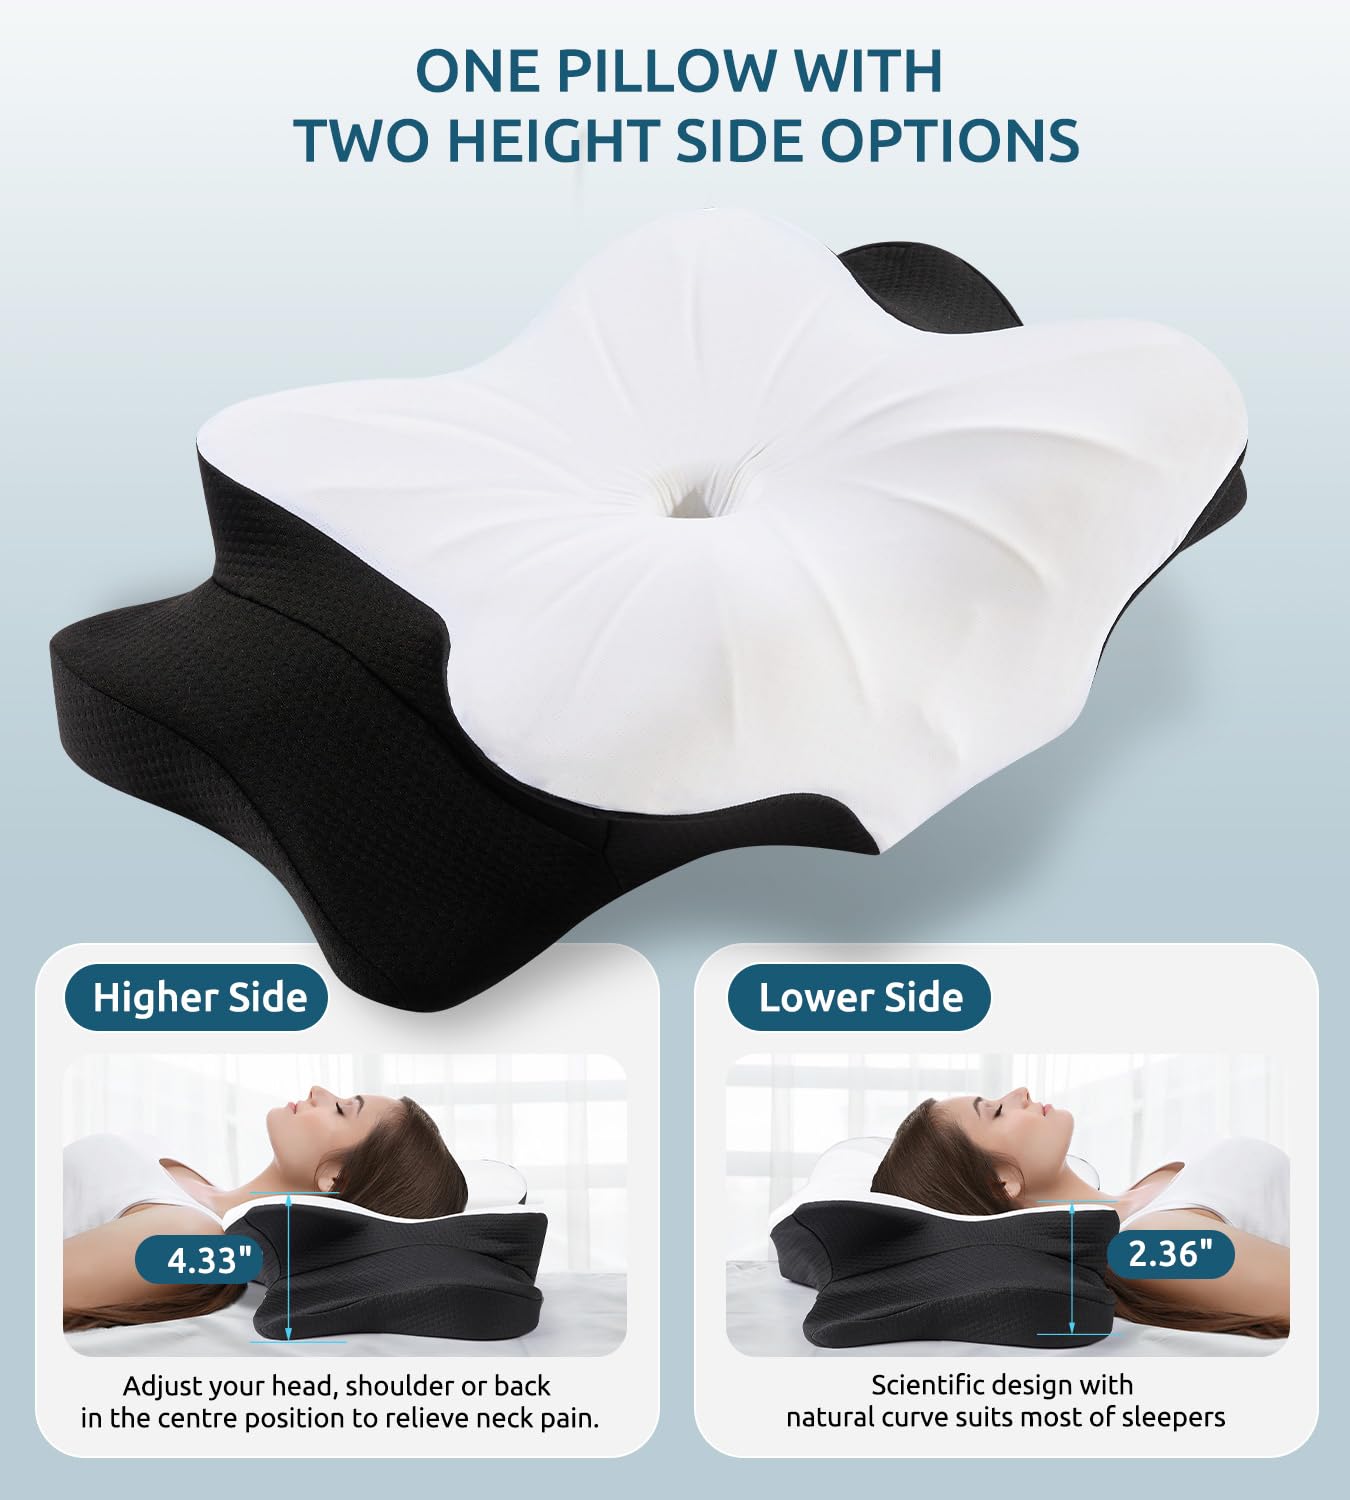 ONE PILLOW WITH
TWO HEIGHT SIDE OPTIONS
Higher Side
4.33"
Adjust your head, shoulder or back
in the centre position to relieve neck pain.
Lower Side
2.36"
Scientific design with
natural curve suits most of sleepers